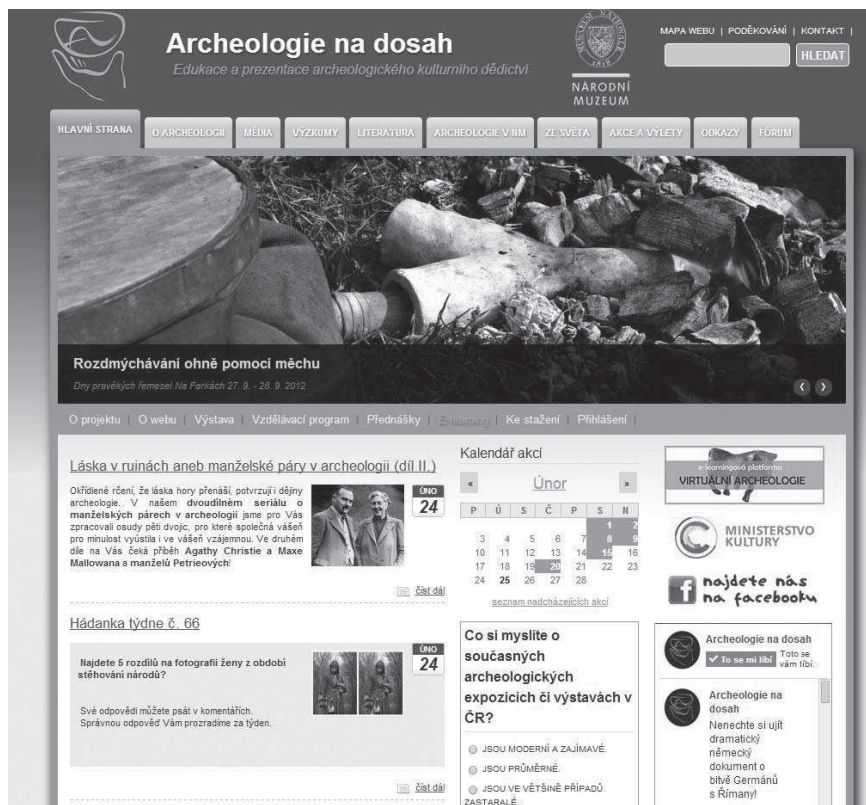 Archeologie na dosah
Edukace a prezentace archeologického kulturního dědictví
NÁRODNÍ
MUZEUM
MAPA WEBU | PODĚKOVÁNÍ | KONTAKT |
HLEDAT
HLAVNÍ STRANA
O ARCHEOLOGII
MÉDIA
VÝZKUMY
LITERATURA
ARCHEOLOGIE V NM
ZE SVĚTA
AKCE A VÝLETY
ODKAZY
FÓRUM
Rozdmýchávání ohně pomocí měchu
Dny pravěkých řemesel Na Farkách 27. 9. - 28. 9. 2012
O projektu | O webu | Výstava | Vzdělávací program | Přednášky | E-learning | Ke stažení | Přihlášení |
Láska v ruinách aneb manželské páry v archeologii (díl II.)
Okřídlené rčení, že láska hory přenáší, potvrzují i dějiny
archeologie. V našem dvoudílném seriálu o
manželských párech v archeologii jsme pro Vás
zpracovali osudy pěti dvojic, pro které společná vášeň
pro minulost vyústila i ve vášeň vzájemnou. Ve druhém
díle na Vás čeká příběh Agathy Christie a Maxe
Mallowana a manželů Petrieových!
ÚNO
24
číst dál
Hádanka týdne č. 66
Najdete 5 rozdílů na fotografii ženy z období
stěhování národů?
Své odpovědi můžete psát v komentářích.
Správnou odpověď Vám prozradíme za týden.
ÚNO
24
číst dál
Kalendář akcí
« Únor »
P Ú S Č P S N
1 2
3 4 5 6 7 8 9
10 11 12 13 14 15 16
17 18 19 20 21 22 23
24 25 26 27 28
seznam nadcházejících akcí
Co si myslíte o
současných
archeologických
expozicích či výstavách v
ČR?
JSOU MODERNÍ A ZAJÍMAVÉ.
JSOU PRŮMĚRNÉ.
JSOU VE VĚTŠINĚ PŘÍPADŮ
ZASTARALÉ.
e-learningová platforma
VIRTUÁLNÍ ARCHEOLOGIE
MINISTERSTVO
KULTURY
najdete nás
na facebooku
Archeologie na dosah
To se mi líbí
Toto se
vám líbí.
Archeologie na
dosah
Nenechte si ujít
dramatický
německý
dokument o
bitvě Germánů
s Římany!